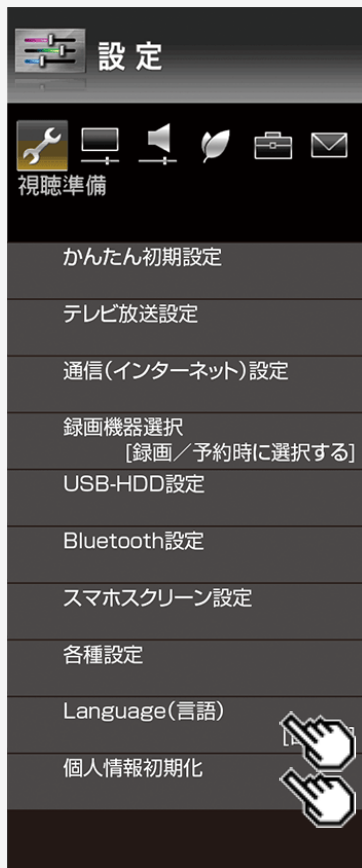 設定
視聴準備
かんたん初期設定
テレビ放送設定
通信(インターネット)設定
録画機器選択
[録画／予約時に選択する]
USB-HDD設定
Bluetooth設定
スマホスクリーン設定
各種設定
Language(言語)
個人情報初期化